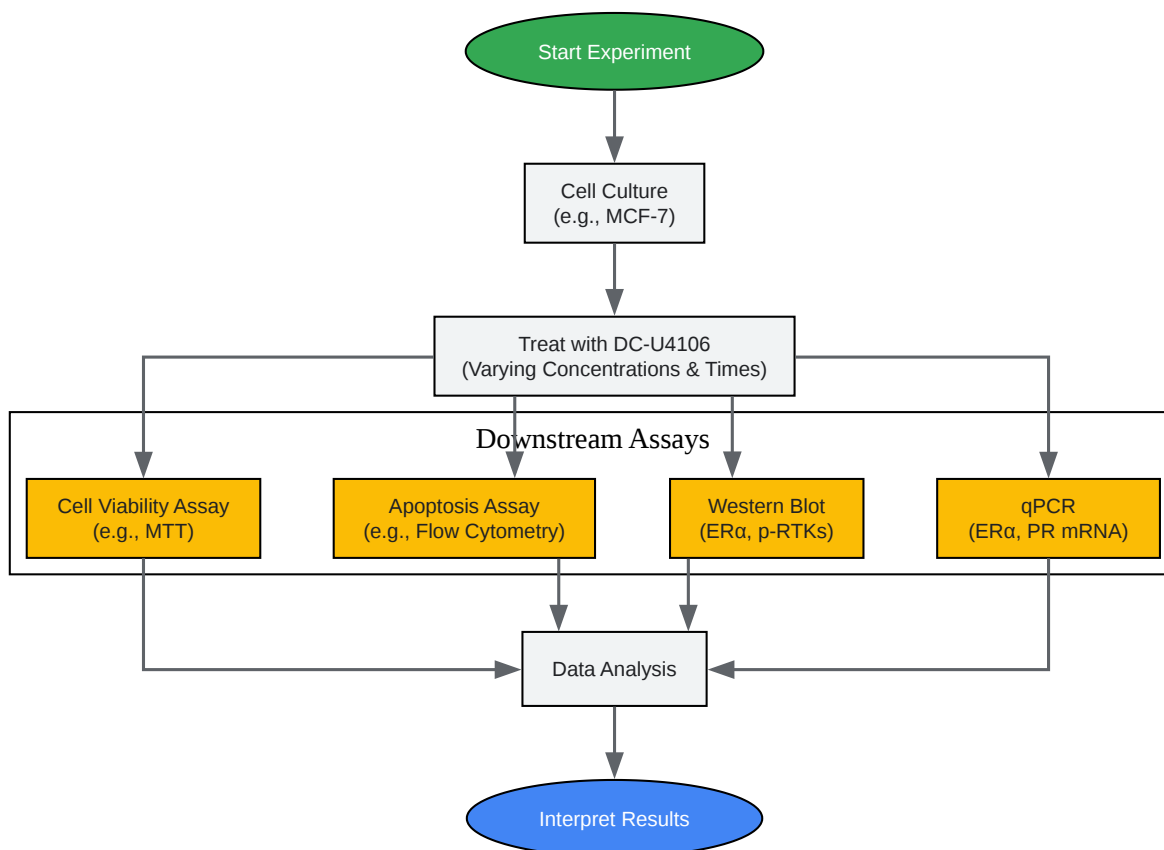 Start Experiment
Cell Culture
(e.g., MCF-7)
Treat with DC-U4106
(Varying Concentrations & Times)
Downstream Assays
Cell Viability Assay
(e.g., MTT)
Apoptosis Assay
(e.g., Flow Cytometry)
Western Blot
(ERα, p-RTKs)
qPCR
(ERα, PR mRNA)
Data Analysis
Interpret Results